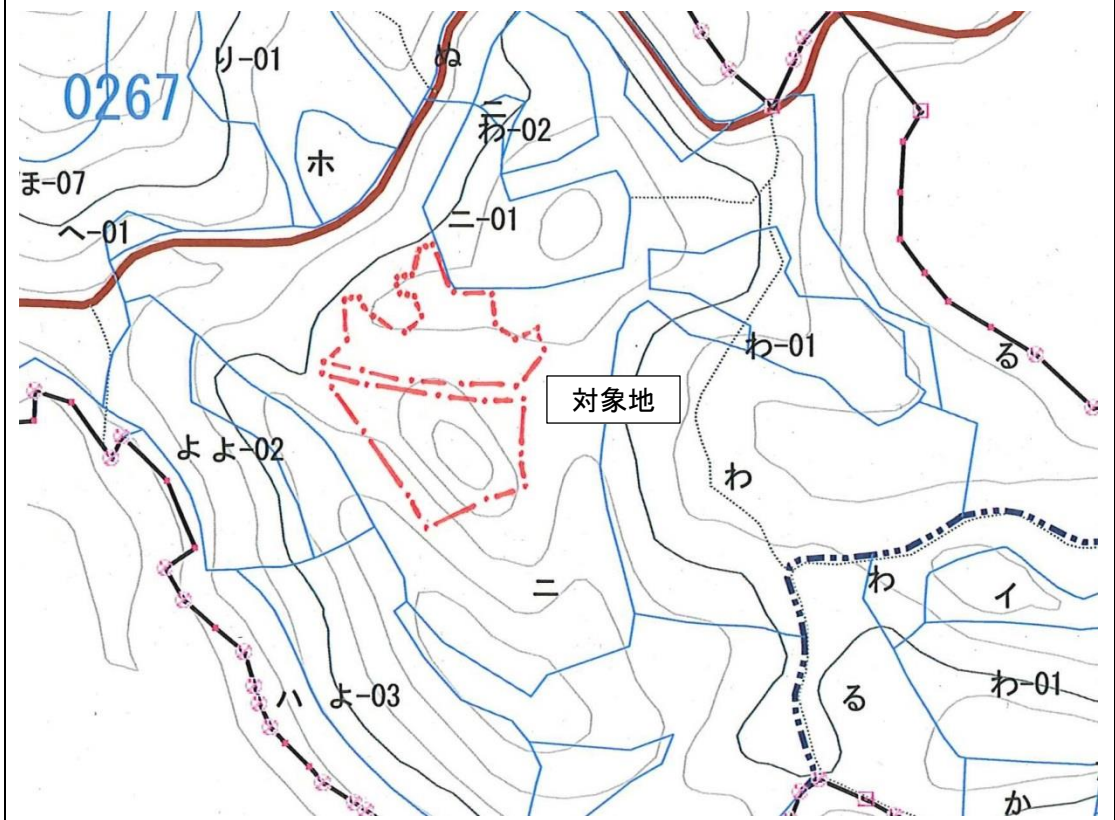 り-01
ぬ
0267
ニ
わ-02
ホ
ほ-07
ニ-01
へ-01
わ-01
る
対象地
よ よ-02
わ
わ
ニ
イ
ハ よ-03
る
わ-01
か